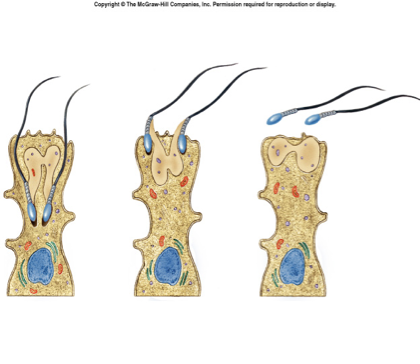 Copyright © The McGraw-Hill Companies, Inc. Permission required for reproduction or display.